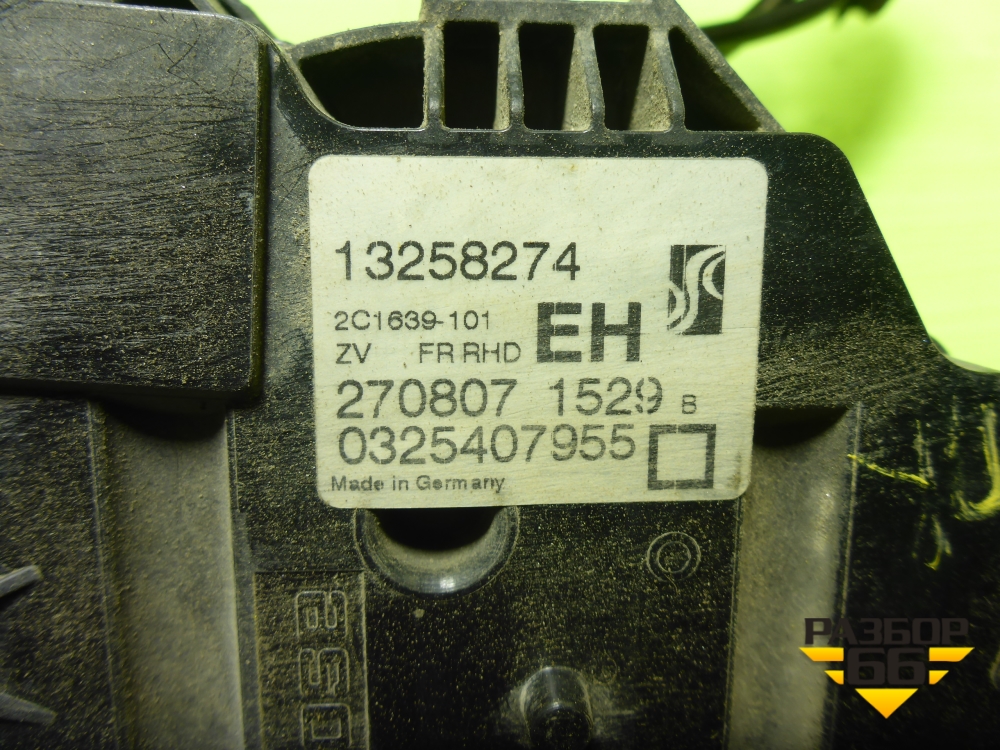 13258274
2C1639-101
ZV FR RHD EH
270807 1529 B
0325407955
Made in Germany
РАЗБОР
66